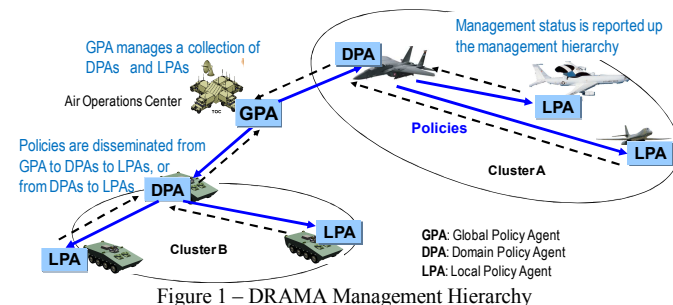 GPA manages a collection of
DPAs and LPAs
Air Operations Center
TOC
GPA
DPA
Management status is reported up
the management hierarchy
LPA
Policies
LPA
Cluster A
Policies are disseminated from
GPA to DPAs to LPAs, or
from DPAs to LPAs
DPA
LPA
LPA
Cluster B
GPA: Global Policy Agent
DPA: Domain Policy Agent
LPA: Local Policy Agent
Figure 1 – DRAMA Management Hierarchy